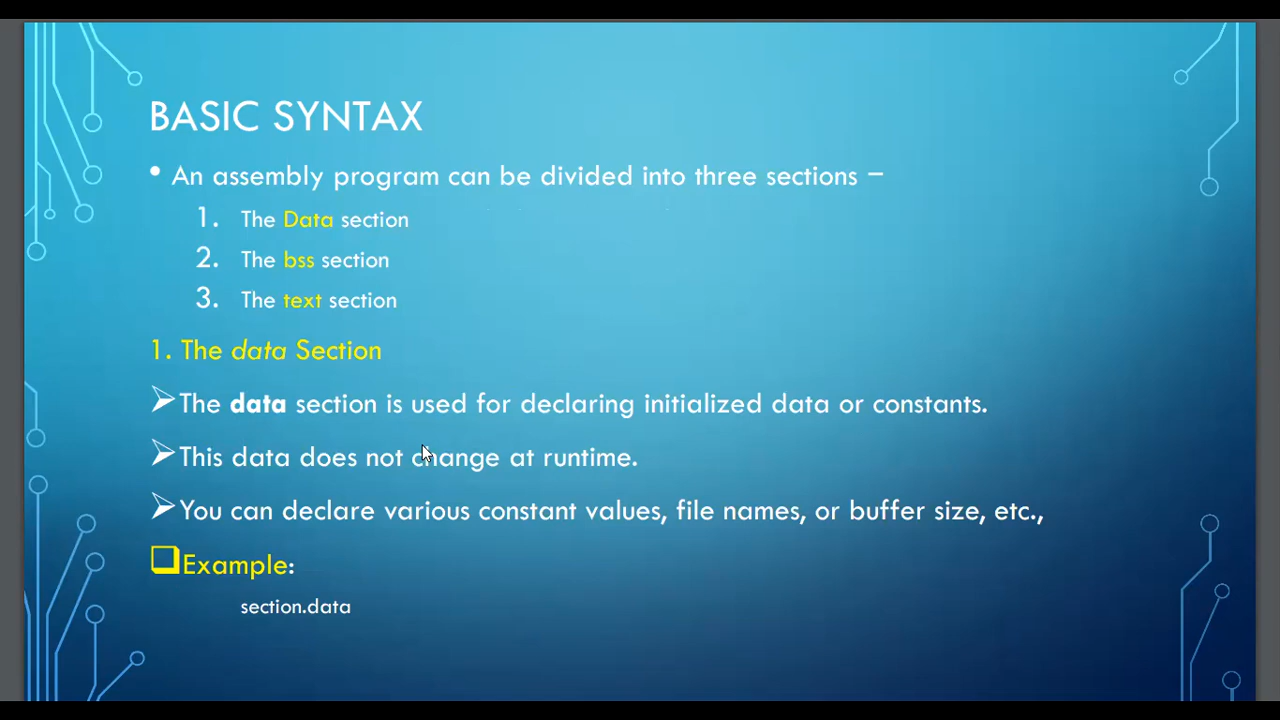 BASIC SYNTAX
• An assembly program can be divided into three sections –
1. The Data section
2. The bss section
3. The text section
1. The data Section
➢The data section is used for declaring initialized data or constants.
➢This data does not change at runtime.
➢You can declare various constant values, file names, or buffer size, etc.,
❑Example:
section.data